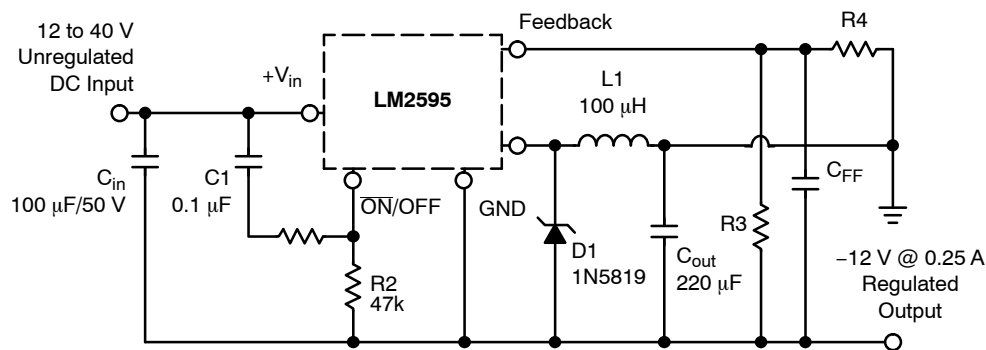 12 to 40 V
Unregulated
DC Input
+Vin
LM2595
Feedback
R4
L1
100 μH
Cin
100 μF/50 V
C1
0.1 μF
O̅N̅/OFF
GND
R2
47k
D1
1N5819
Cout
220 μF
R3
CFF
−12 V @ 0.25 A
Regulated
Output